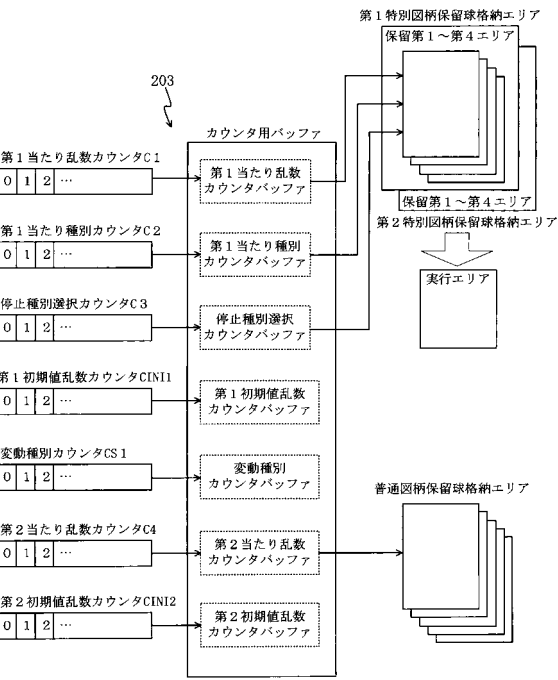 第1特別図柄保留球格納エリア
保留第1～第4エリア
203
カウンタ用バッファ
第1当たり乱数カウンタC1
0 1 2 …
第1当たり乱数
カウンタバッファ
保留第1～第4エリア
第2特別図柄保留球格納エリア
第1当たり種別カウンタC2
0 1 2 …
第1当たり種別
カウンタバッファ
実行エリア
停止種別選択カウンタC3
0 1 2 …
停止種別選択
カウンタバッファ
第1初期値乱数カウンタCINI1
0 1 2 …
第1初期値乱数
カウンタバッファ
変動種別カウンタCS1
0 1 2 …
変動種別
カウンタバッファ
普通図柄保留球格納エリア
第2当たり乱数カウンタC4
0 1 2 …
第2当たり乱数
カウンタバッファ
第2初期値乱数カウンタCINI2
0 1 2 …
第2初期値乱数
カウンタバッファ